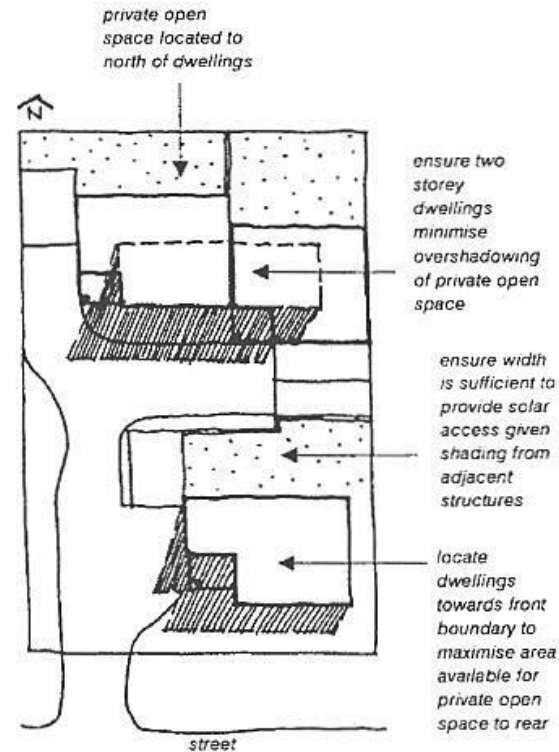 private open
space located to
north of dwellings
N
ensure two
storey
dwellings
minimise
overshadowing
of private open
space
ensure width
is sufficient to
provide solar
access given
shading from
adjacent
structures
locate
dwellings
towards front
boundary to
maximise area
available for
private open
space to rear
street